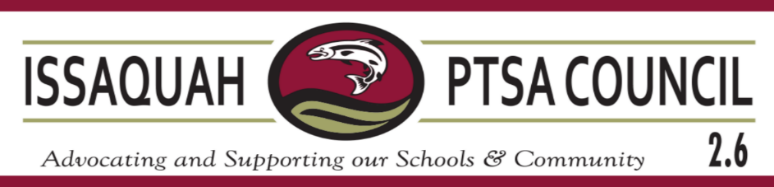 ISSAQUAH PTSA COUNCIL
Advocating and Supporting our Schools & Community 2.6